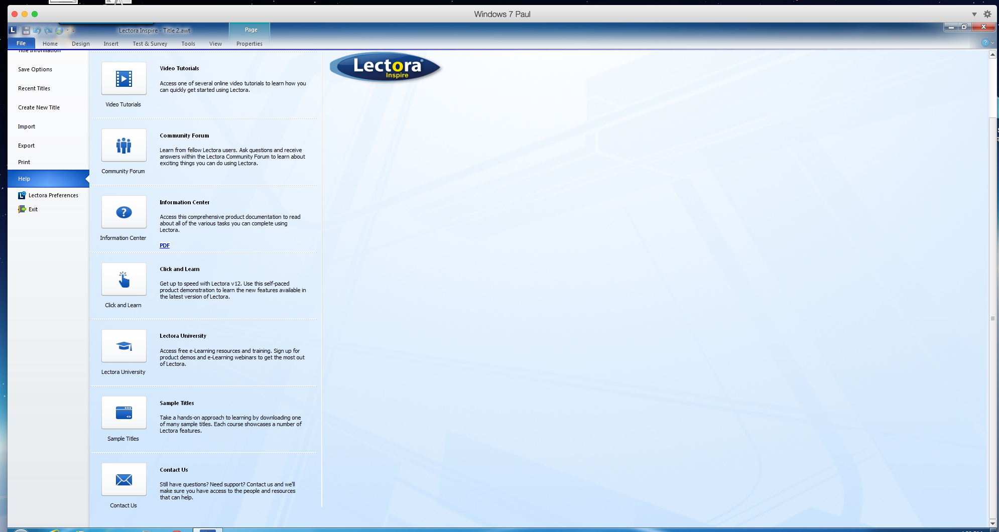 Windows 7 Paul
Lectora Inspire - Title 2.awt
Page
File
Home
Design
Insert
Test & Survey
Tools
View
Properties
Title Information
Save Options
Recent Titles
Create New Title
Import
Export
Print
Help
Lectora Preferences
Exit
Video Tutorials
Access one of several online video tutorials to learn how you
can quickly get started using Lectora.
Video Tutorials
Community Forum
Learn from fellow Lectora users. Ask questions and receive
answers within the Lectora Community Forum to learn about
exciting things you can do using Lectora.
Community Forum
Information Center
Access this comprehensive product documentation to read
about all of the various tasks you can complete using
Lectora.
Information Center
PDF
Click and Learn
Get up to speed with Lectora v12. Use this self-paced
product demonstration to learn the new features available in
the latest version of Lectora.
Click and Learn
Lectora University
Access free e-Learning resources and training. Sign up for
product demos and e-Learning webinars to get the most out
of Lectora.
Lectora University
Sample Titles
Take a hands-on approach to learning by downloading one
of many sample titles. Each course showcases a number of
Lectora features.
Sample Titles
Contact Us
Still have questions? Need support? Contact us and we'll
make sure you have access to the people and resources
that can help.
Contact Us
Lectora®
Inspire